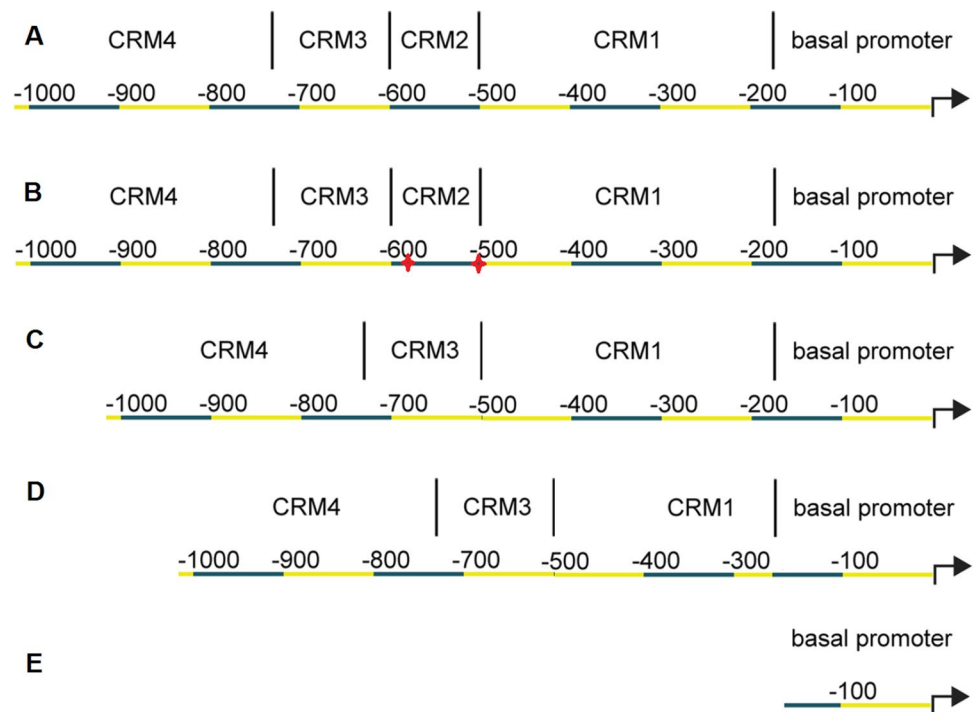 A CRM4 CRM3 CRM2 CRM1 basal promoter
-1000 -900 -800 -700 -600 -500 -400 -300 -200 -100
B CRM4 CRM3 CRM2 CRM1 basal promoter
-1000 -900 -800 -700 -600 -500 -400 -300 -200 -100
C CRM4 CRM3 CRM1 basal promoter
-1000 -900 -800 -700 -500 -400 -300 -200 -100
D CRM4 CRM3 CRM1 basal promoter
-1000 -900 -800 -700 -500 -400 -300 -100
basal promoter
E
-100